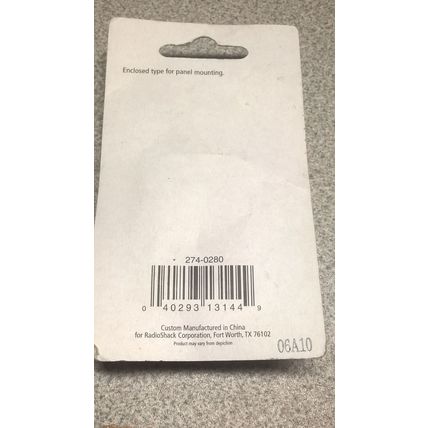 Enclosed type for panel mounting.
274-0280
0 40293 13144 9
Custom Manufactured in China
for RadioShack Corporation, Fort Worth, TX 76102
Product may vary from depiction.
06A10